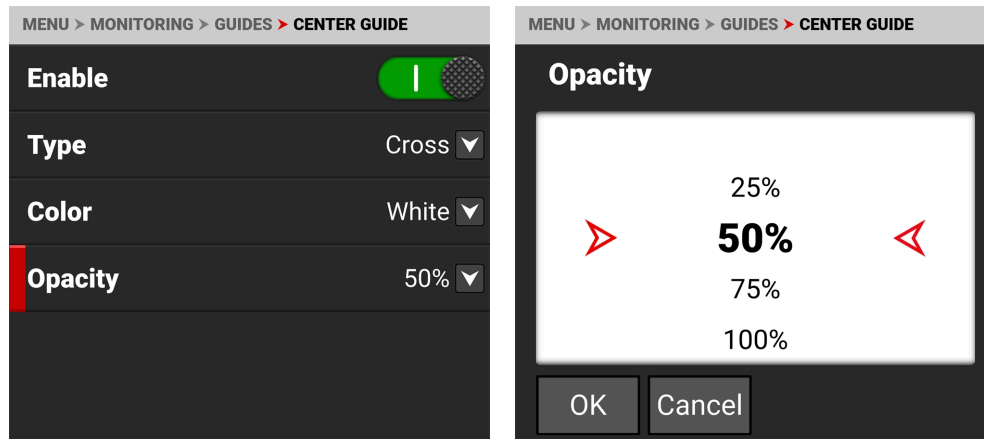 MENU > MONITORING > GUIDES > CENTER GUIDE
Enable
Type Cross
Color White
Opacity 50%
MENU > MONITORING > GUIDES > CENTER GUIDE
Opacity
25%
50%
75%
100%
OK Cancel